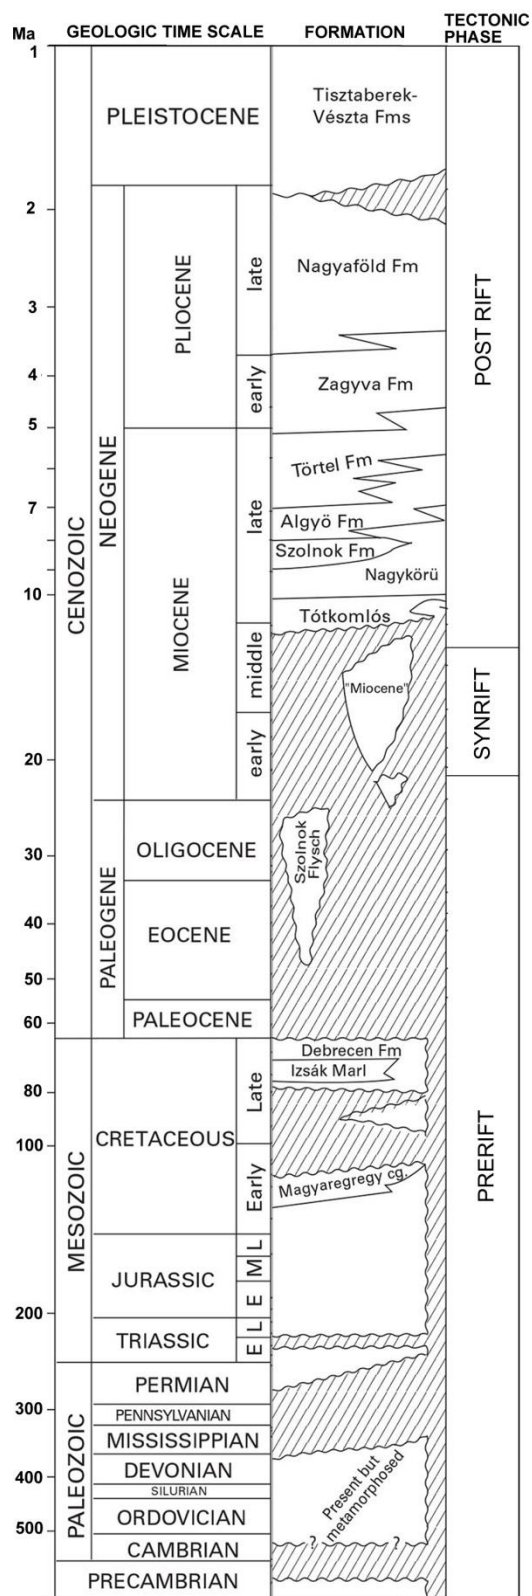 Ma
GEOLOGIC TIME SCALE
FORMATION
TECTONIC
PHASE
1
2
3
4
5
7
10
20
30
40
50
60
80
100
200
300
400
500
CENOZOIC
MESOZOIC
PALEOZOIC
NEOGENE
PALEOGENE
PLEISTOCENE
PLIOCENE
late
early
MIOCENE
late
middle
early
OLIGOCENE
EOCENE
PALEOCENE
CRETACEOUS
Late
Early
JURASSIC
L
M
E
TRIASSIC
L
E
PERMIAN
PENNSYLVANIAN
MISSISSIPPIAN
DEVONIAN
SILURIAN
ORDOVICIAN
CAMBRIAN
PRECAMBRIAN
Tisztaberek-
Vészta Fms
Nagyaföld Fm
Zagyva Fm
Törtel Fm
Algyö Fm
Szolnok Fm
Nagykörü
Tótkomlós
"Miocene"
Szolnok
Flysch
Debrecen Fm
Izsák Marl
Magyaregregy cg.
Present but
metamorphosed
? ?
POST RIFT
SYNRIFT
PRERIFT